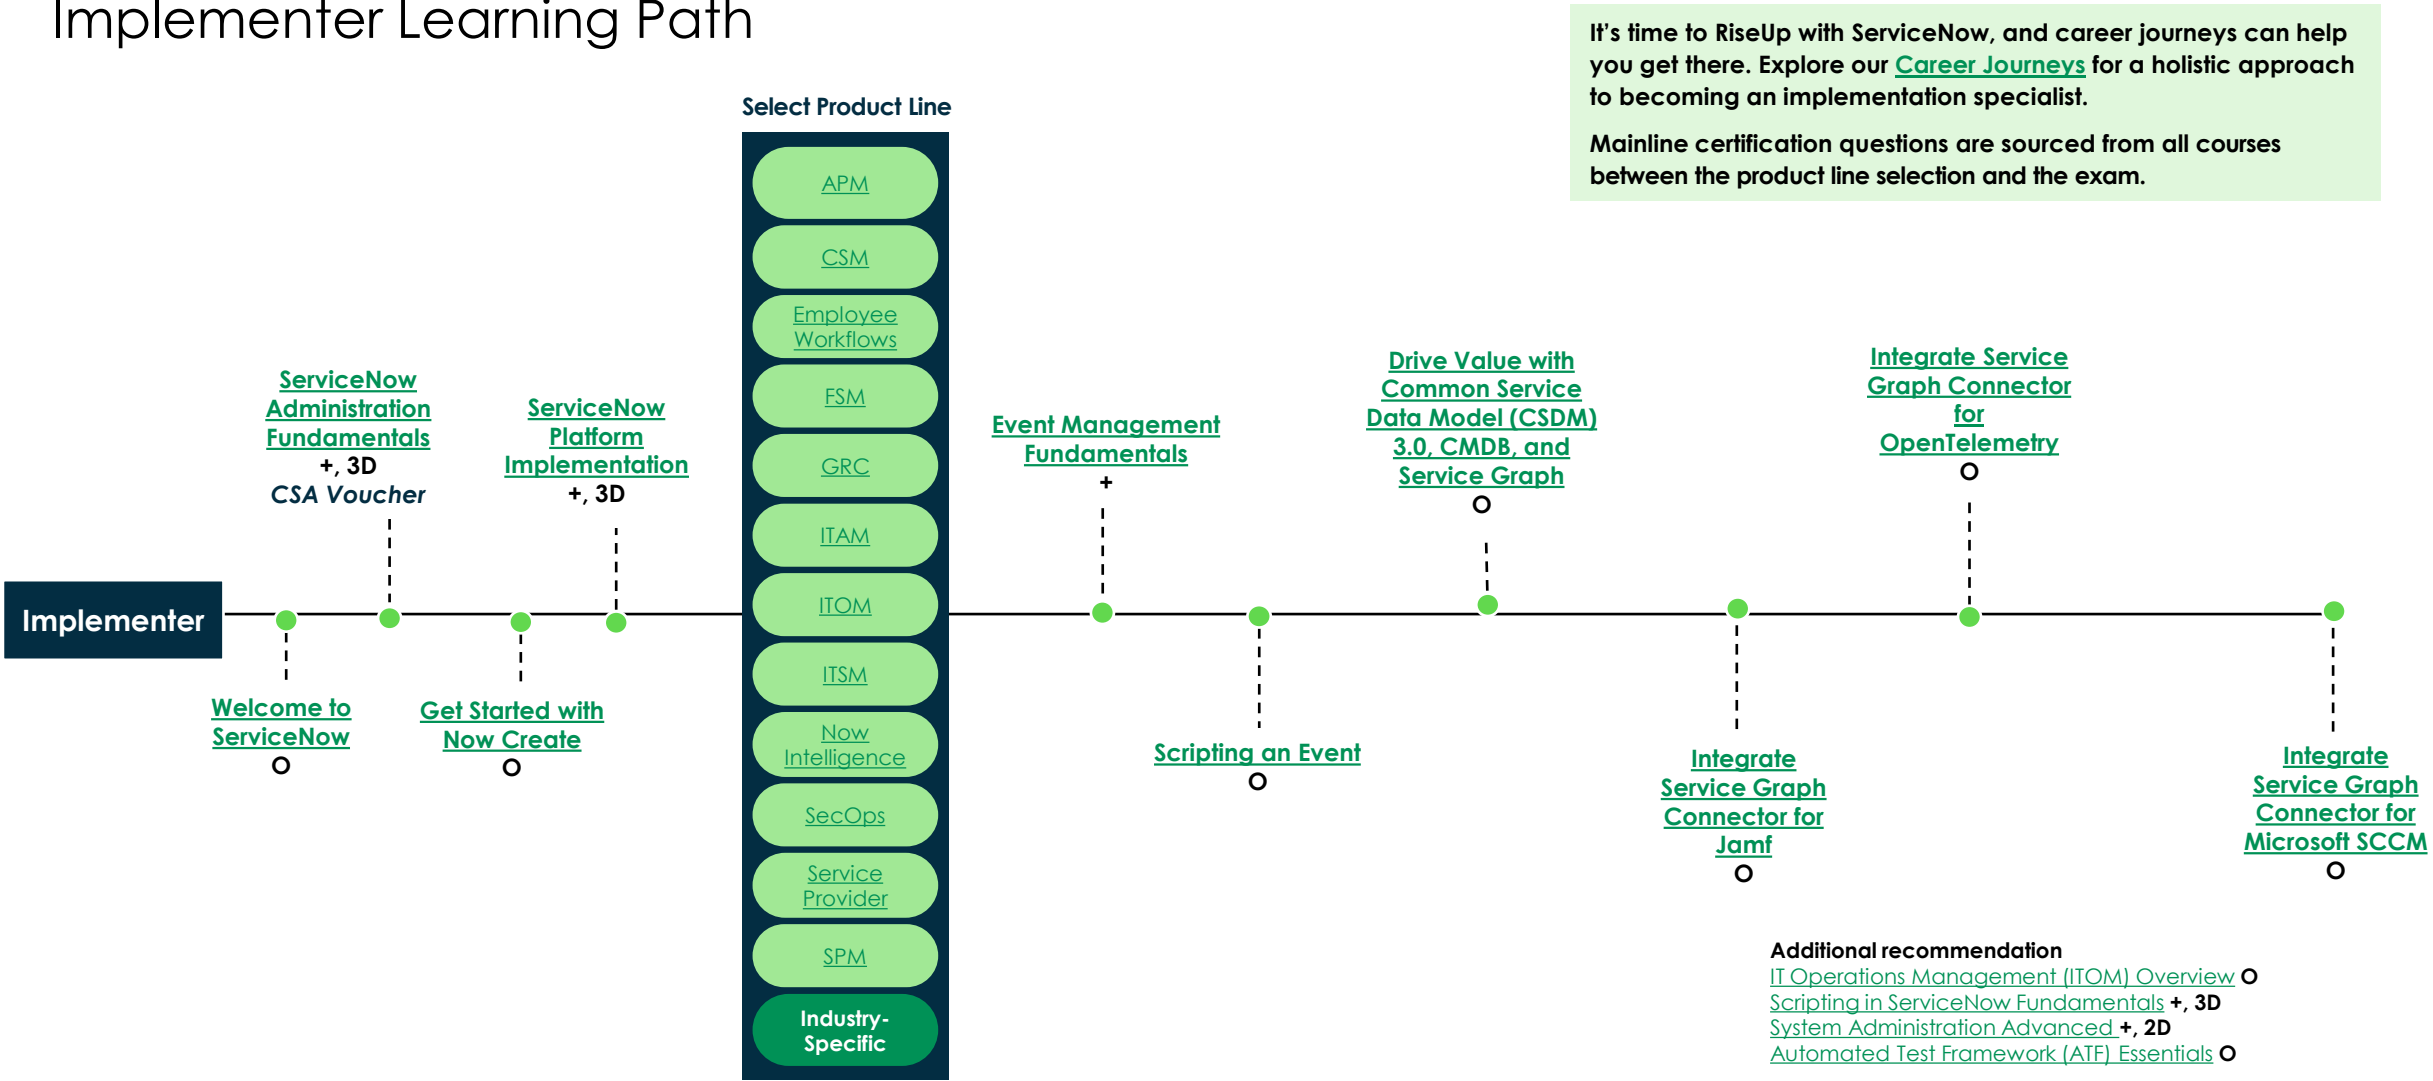 Implementer Learning Path
It's time to RiseUp with ServiceNow, and career journeys can help
you get there. Explore our Career Journeys for a holistic approach
to becoming an implementation specialist.
Mainline certification questions are sourced from all courses
between the product line selection and the exam.
Implementer
Welcome to
ServiceNow
O
ServiceNow
Administration
Fundamentals
+, 3D
CSA Voucher
Get Started with
Now Create
O
ServiceNow
Platform
Implementation
+, 3D
Select Product Line
APM
CSM
Employee
Workflows
FSM
GRC
ITAM
ITOM
ITSM
Now
Intelligence
SecOps
Service
Provider
SPM
Industry-
Specific
Event Management
Fundamentals
+
Scripting an Event
O
Drive Value with
Common Service
Data Model (CSDM)
3.0, CMDB, and
Service Graph
O
Integrate
Service Graph
Connector for
Jamf
O
Integrate Service
Graph Connector
for
OpenTelemetry
O
Integrate
Service Graph
Connector for
Microsoft SCCM
O
Additional recommendation
IT Operations Management (ITOM) Overview O
Scripting in ServiceNow Fundamentals +, 3D
System Administration Advanced +, 2D
Automated Test Framework (ATF) Essentials O